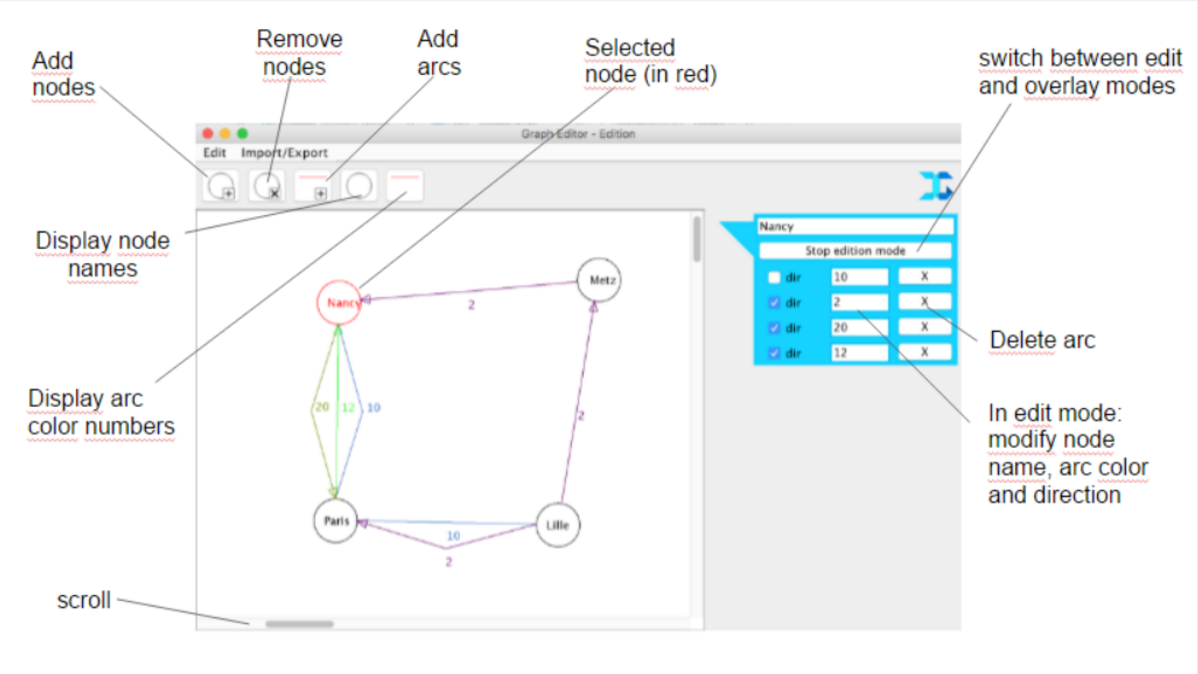 Add
nodes
Remove
nodes
Add
arcs
Selected
node (in red)
switch between edit
and overlay modes
Graph Editor - Edition
Edit Import/Export
Display node
names
Nancy
Stop edition mode
dir 10 X
dir 2 X
dir 20 X
dir 12 X
Metz
Nancy
2
20 12 10
2
Delete arc
Display arc
color numbers
In edit mode:
modify node
name, arc color
and direction
Paris
Lille
10
2
scroll